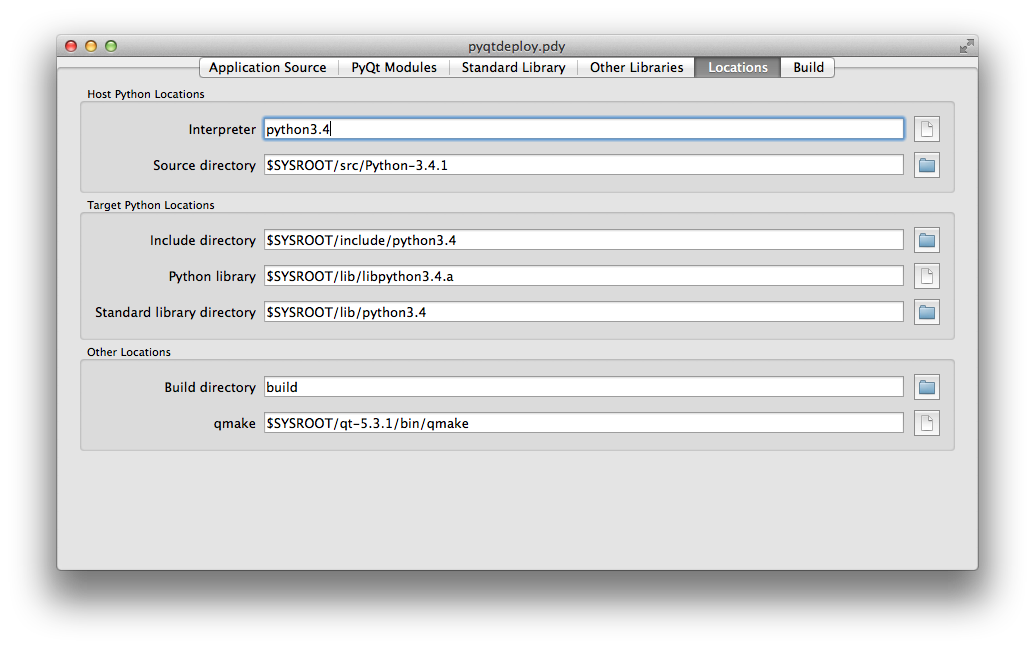 pyqtdeploy.pdy
Application Source PyQt Modules Standard Library Other Libraries Locations Build
Host Python Locations
Interpreter python3.4
Source directory $SYSROOT/src/Python-3.4.1
Target Python Locations
Include directory $SYSROOT/include/python3.4
Python library $SYSROOT/lib/libpython3.4.a
Standard library directory $SYSROOT/lib/python3.4
Other Locations
Build directory build
qmake $SYSROOT/qt-5.3.1/bin/qmake